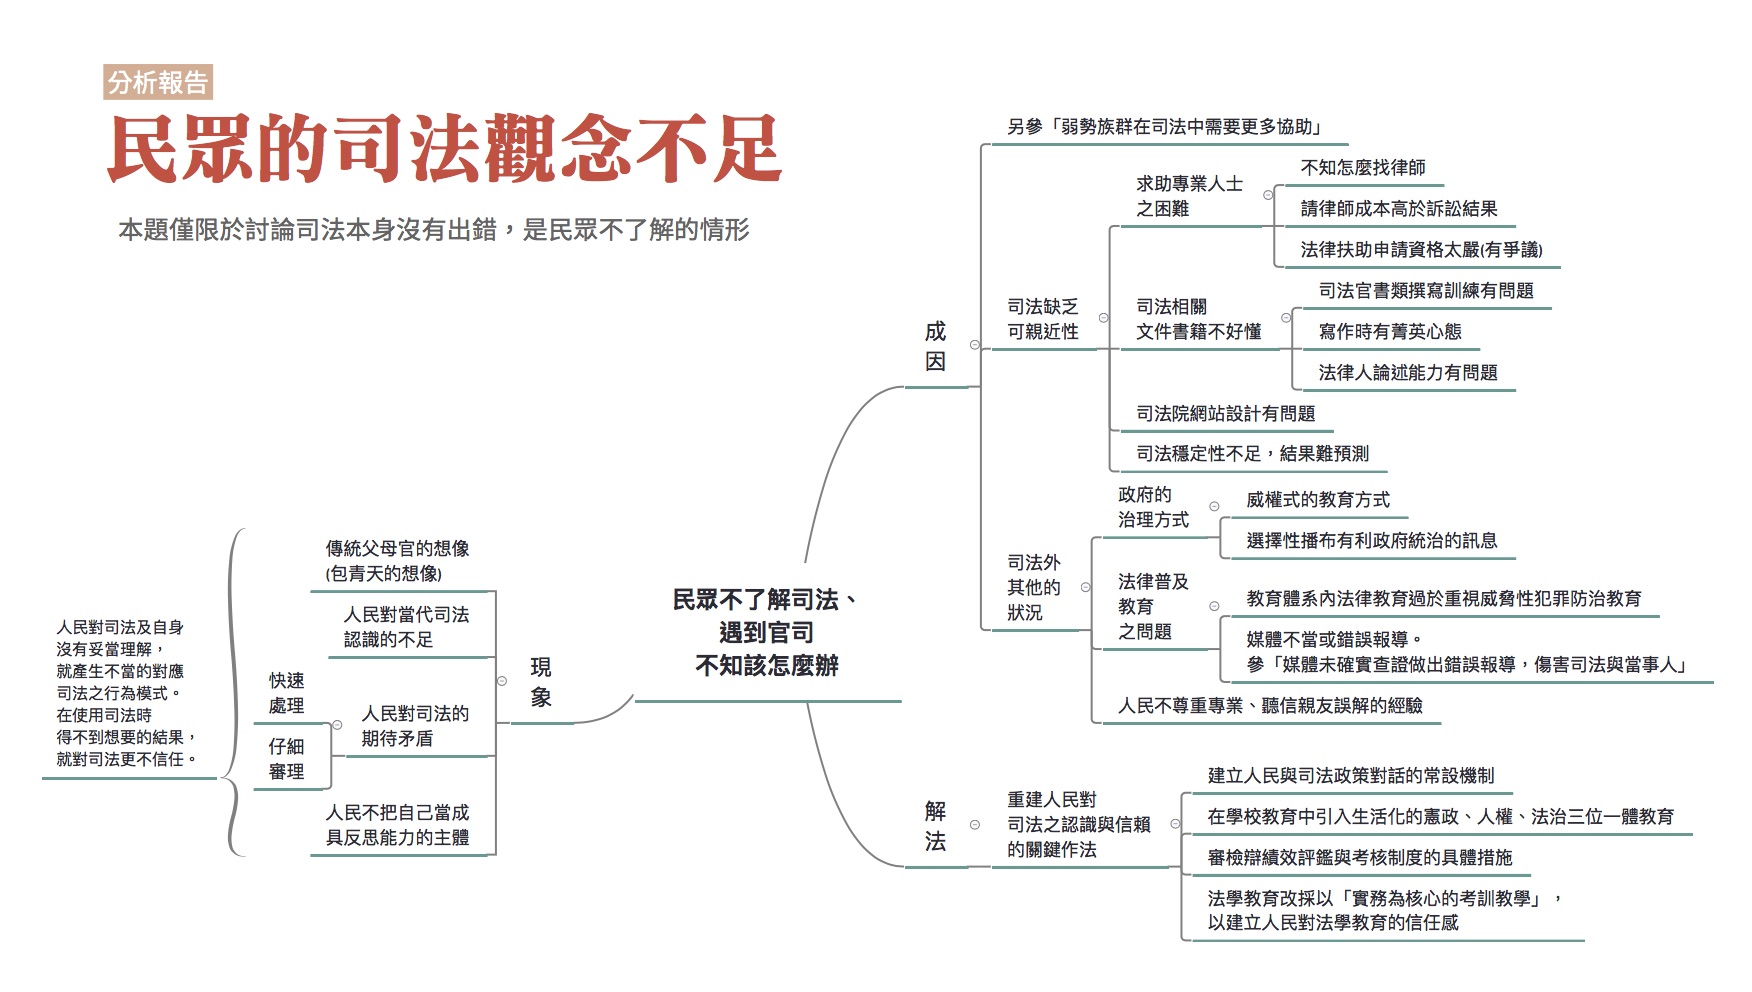 分析報告
民眾的司法觀念不足
本題僅限於討論司法本身沒有出錯，是民眾不了解的情形
民眾不了解司法、
遇到官司
不知該怎麼辦
成
因
另參「弱勢族群在司法中需要更多協助」
司法缺乏
可親近性
求助專業人士
之困難
不知怎麼找律師
請律師成本高於訴訟結果
法律扶助申請資格太嚴(有爭議)
司法相關
文件書籍不好懂
司法官書類撰寫訓練有問題
寫作時有菁英心態
法律人論述能力有問題
司法院網站設計有問題
司法穩定性不足，結果難預測
司法外
其他的
狀況
政府的
治理方式
威權式的教育方式
選擇性播布有利政府統治的訊息
法律普及
教育
之問題
教育體系內法律教育過於重視威脅性犯罪防治教育
媒體不當或錯誤報導。
參「媒體未確實查證做出錯誤報導，傷害司法與當事人」
人民不尊重專業、聽信親友誤解的經驗
現
象
傳統父母官的想像
(包青天的想像)
人民對當代司法
認識的不足
人民對司法的
期待矛盾
快速
處理
仔細
審理
人民不把自己當成
具反思能力的主體
人民對司法及自身
沒有妥當理解，
就產生不當的對應
司法之行為模式。
在使用司法時
得不到想要的結果，
就對司法更不信任。
解
法
重建人民對
司法之認識與信賴
的關鍵作法
建立人民與司法政策對話的常設機制
在學校教育中引入生活化的憲政、人權、法治三位一體教育
審檢辯績效評鑑與考核制度的具體措施
法學教育改採以「實務為核心的考訓教學」，
以建立人民對法學教育的信任感